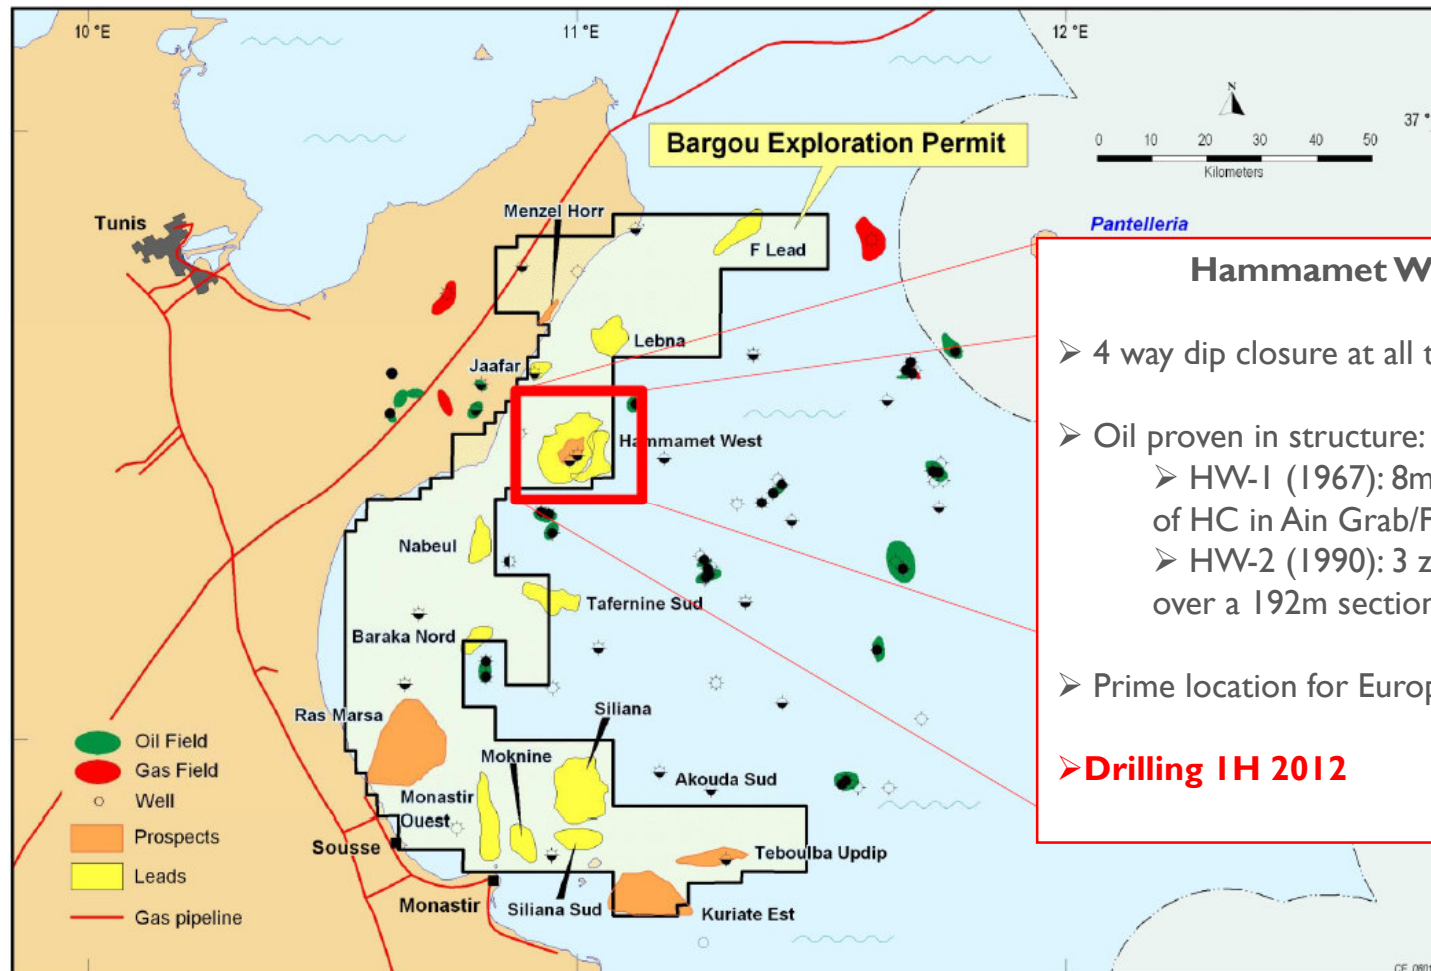 10 °E
11 °E
12 °E
N
37 °
0 10 20 30 40 50
Kilometers
Bargou Exploration Permit
Menzel Horr
Tunis
F Lead
Pantelleria
Lebna
Jaafar
Hammamet West
Nabeul
Tafernine Sud
Baraka Nord
Ras Marsa
Siliana
Moknine
Akouda Sud
Monastir
Ouest
Sousse
Teboulba Updip
Monastir
Siliana Sud
Kuriate Est
Oil Field
Gas Field
Well
Prospects
Leads
Gas pipeline
Hammamet W
➢ 4 way dip closure at all t
➢ Oil proven in structure:
➢ HW-1 (1967): 8m
of HC in Ain Grab/F
➢ HW-2 (1990): 3 z
over a 192m section
➢ Prime location for Europ
➢Drilling 1H 2012